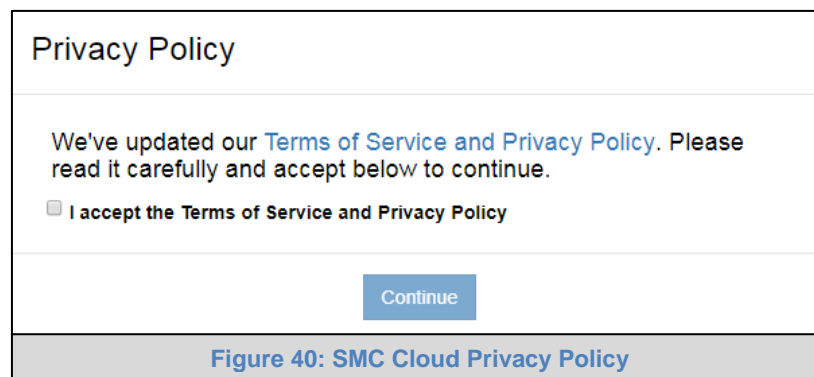 Privacy Policy
We've updated our Terms of Service and Privacy Policy. Please
read it carefully and accept below to continue.
I accept the Terms of Service and Privacy Policy
Continue
Figure 40: SMC Cloud Privacy Policy